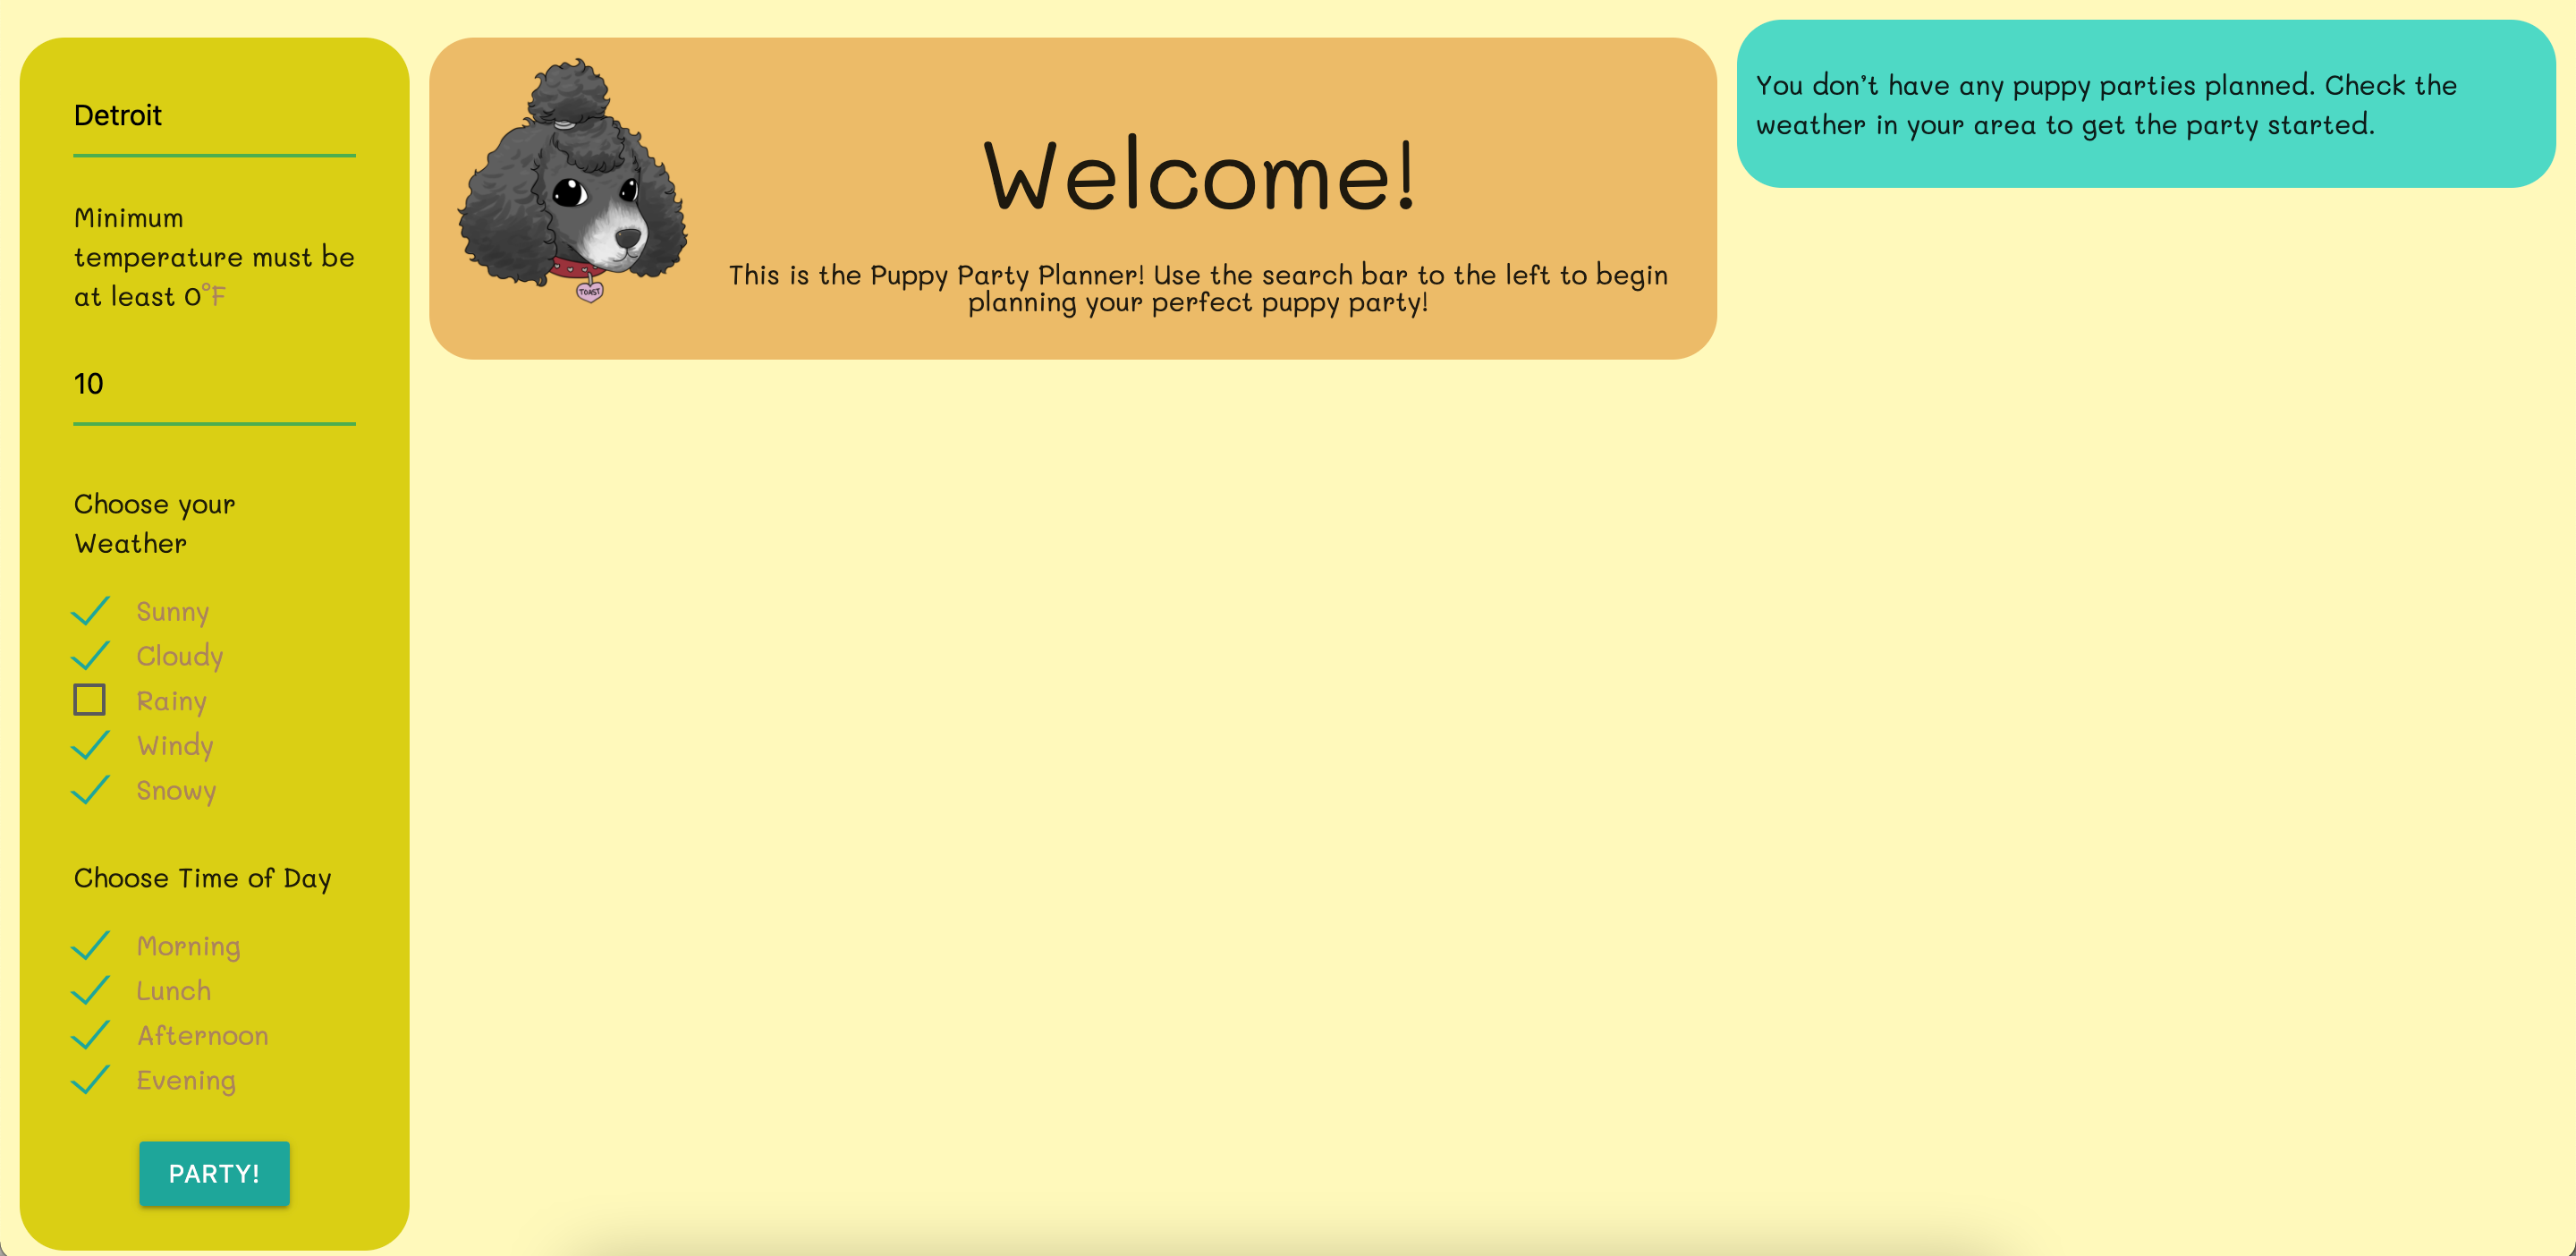 Detroit
Minimum
temperature must be
at least 0°F
10
Choose your
Weather
Sunny
Cloudy
Rainy
Windy
Snowy
Choose Time of Day
Morning
Lunch
Afternoon
Evening
PARTY!
TOAST
Welcome!
This is the Puppy Party Planner! Use the search bar to the left to begin
planning your perfect puppy party!
You don't have any puppy parties planned. Check the
weather in your area to get the party started.